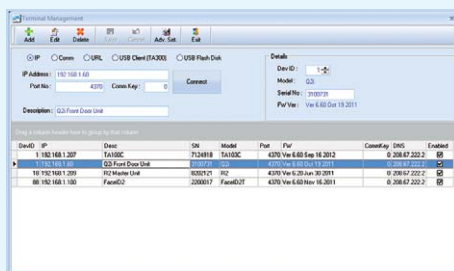 Terminal Management
Add Edit Delete Save Cancel Adv. Set. Exit
IP Comm URL USB Client (TA300) USB Flash Disk
IP Address: 192.168.1.60
Port No: 4370 Comm Key: 0
Connect
Description: Q2i Front Door Unit
Details
Dev ID: 1
Model: Q2i
Serial No: 3100731
FW Ver: Ver 6.60 Oct 19 2011
Drag a column header here to group by that column
DevID IP Desc SN Model Port FW CommKey DNS Enabled
1 192.168.1.207 TA100C 7124918 TA103C 4370 Ver 6.60 Sep 16 2012 0 208.67.222.2
1 192.168.1.60 Q2i Front Door Unit 3100731 Q2i 4370 Ver 6.60 Oct 19 2011 0 208.67.222.2
18 192.168.1.209 R2 Master Unit 8202121 R2 4370 Ver 6.20 Jun 30 2011 0 208.67.222.2
88 192.168.1.100 FaceID2 2200017 FaceID2T 4370 Ver 6.60 Nov 16 2011 0 208.67.222.2